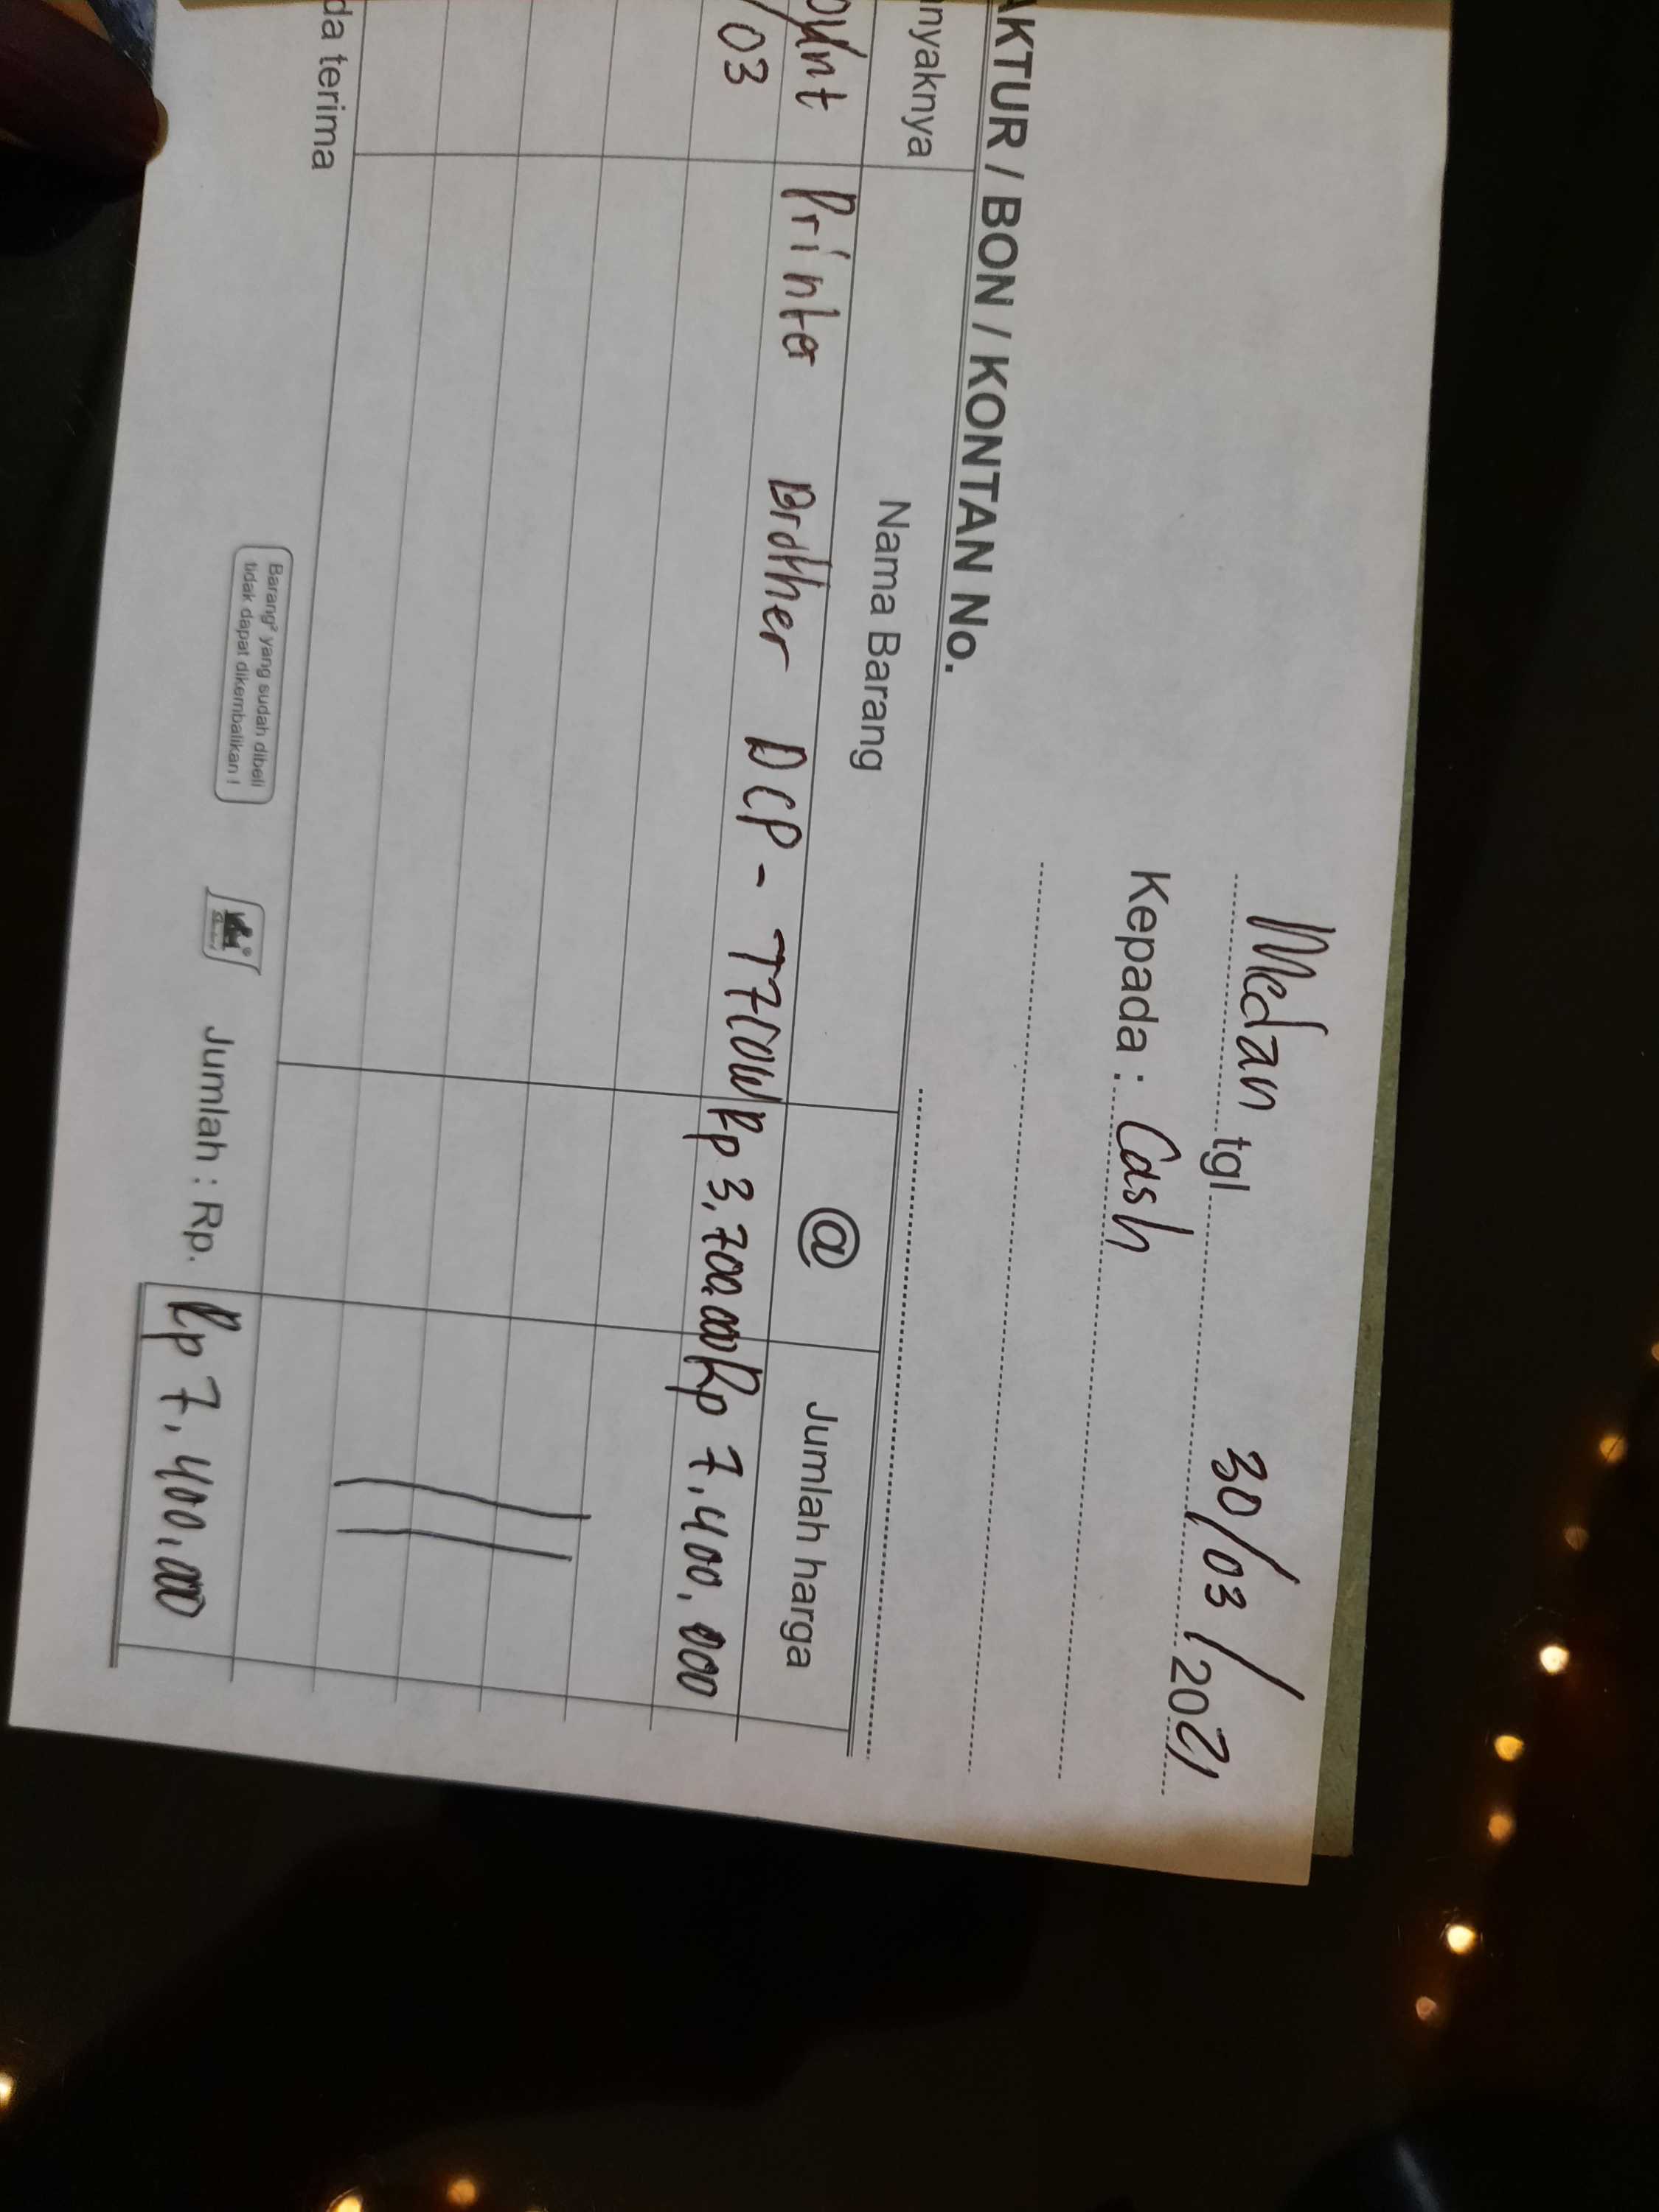 Medan tgl 30/03/2021
Kepada : Cash
AKTUR / BON / KONTAN No.
nyaknya Nama Barang @ Jumlah harga
Printer Brother DCP - T710W Rp 3,700.000 Rp 7,400.000
/03
da terima
Barang² yang sudah dibeli
tidak dapat dikembalikan !
Jumlah : Rp. Rp 7,400.000